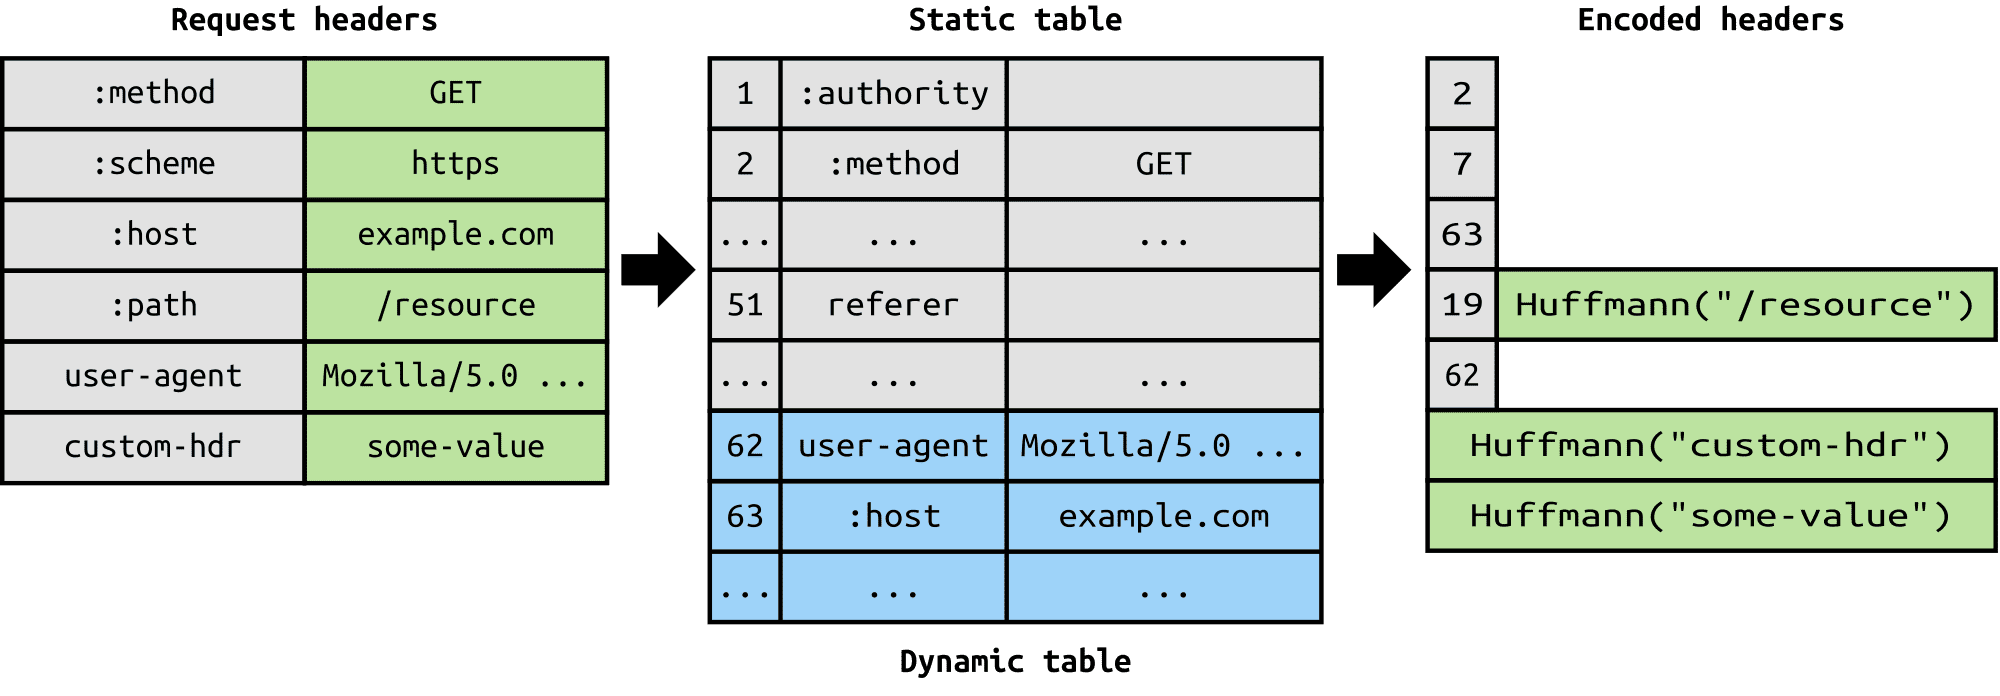 Request headers
:method GET
:scheme https
:host example.com
:path /resource
user-agent Mozilla/5.0 ...
custom-hdr some-value
Static table
1 :authority
2 :method GET
... ... ...
51 referer
... ... ...
62 user-agent Mozilla/5.0 ...
63 :host example.com
... ... ...
Dynamic table
Encoded headers
2
7
63
19 Huffmann("/resource")
62
Huffmann("custom-hdr")
Huffmann("some-value")